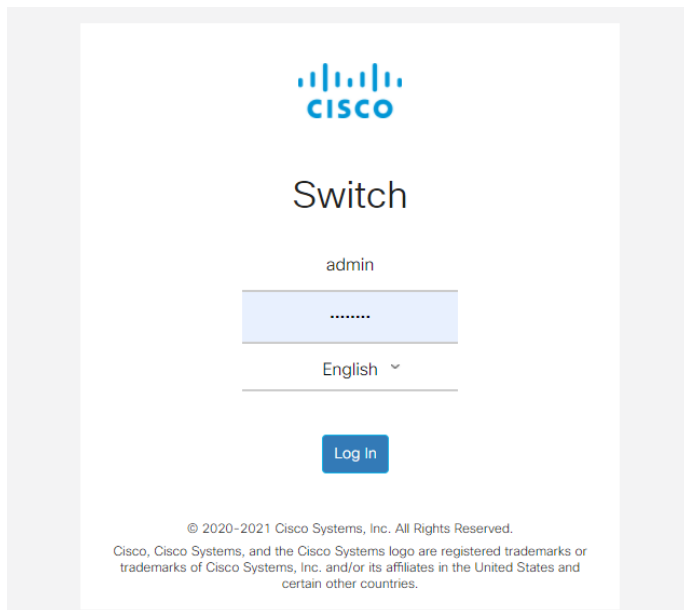 CISCO
Switch
admin
........
English
Log In
© 2020-2021 Cisco Systems, Inc. All Rights Reserved.
Cisco, Cisco Systems, and the Cisco Systems logo are registered trademarks or
trademarks of Cisco Systems, Inc. and/or its affiliates in the United States and
certain other countries.